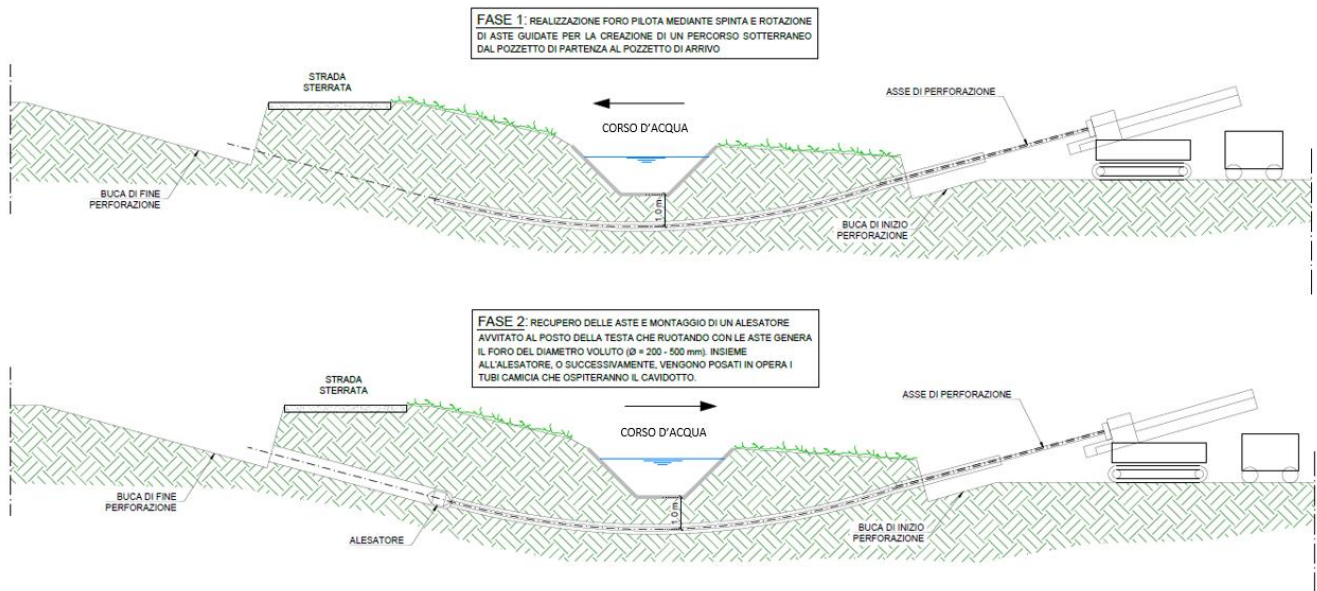 FASE 1: REALIZZAZIONE FORO PILOTA MEDIANTE SPINTA E ROTAZIONE
DI ASTE GUIDATE PER LA CREAZIONE DI UN PERCORSO SOTTERRANEO
DAL POZZETTO DI PARTENZA AL POZZETTO DI ARRIVO
STRADA
STERRATA
ASSE DI PERFORAZIONE
CORSO D'ACQUA
BUCA DI FINE
PERFORAZIONE
1.0 m.
BUCA DI INIZIO
PERFORAZIONE
FASE 2: RECUPERO DELLE ASTE E MONTAGGIO DI UN ALESATORE
AVVITATO AL POSTO DELLA TESTA CHE RUOTANDO CON LE ASTE GENERA
IL FORO DEL DIAMETRO VOLUTO (Ø = 200 - 500 mm). INSIEME
ALL'ALESATORE, O SUCCESSIVAMENTE, VENGONO POSATI IN OPERA I
TUBI CAMICIA CHE OSPITERANNO IL CAVIDOTTO.
STRADA
STERRATA
ASSE DI PERFORAZIONE
CORSO D'ACQUA
BUCA DI FINE
PERFORAZIONE
1.0 m.
BUCA DI INIZIO
PERFORAZIONE
ALESATORE